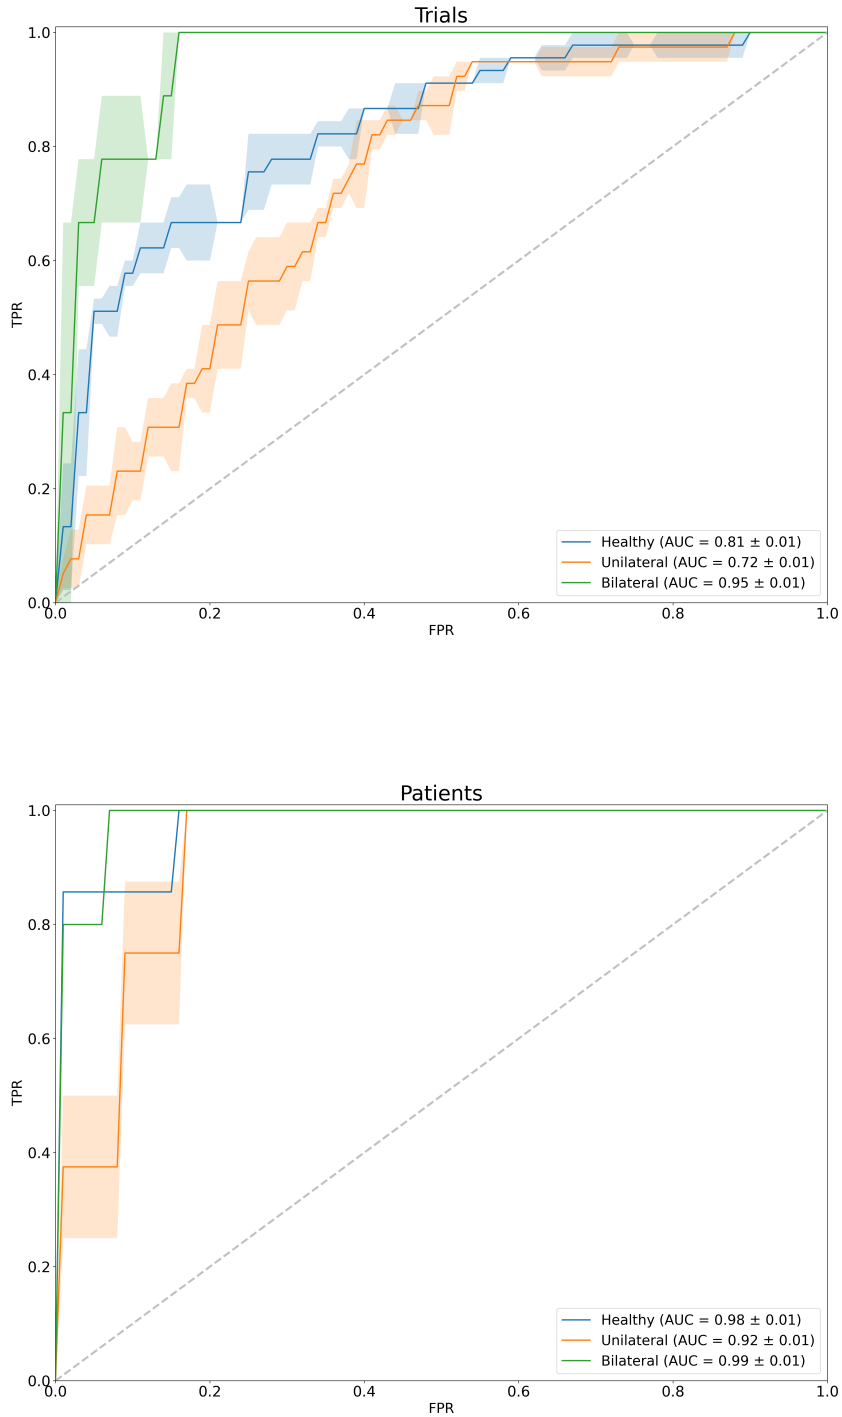 Trials
1.0
0.8
0.6
TPR
0.4
0.2
0.0
0.0 0.2 0.4 0.6 0.8 1.0
FPR
Healthy (AUC = 0.81 ± 0.01)
Unilateral (AUC = 0.72 ± 0.01)
Bilateral (AUC = 0.95 ± 0.01)
Patients
1.0
0.8
0.6
TPR
0.4
0.2
0.0
0.0 0.2 0.4 0.6 0.8 1.0
FPR
Healthy (AUC = 0.98 ± 0.01)
Unilateral (AUC = 0.92 ± 0.01)
Bilateral (AUC = 0.99 ± 0.01)